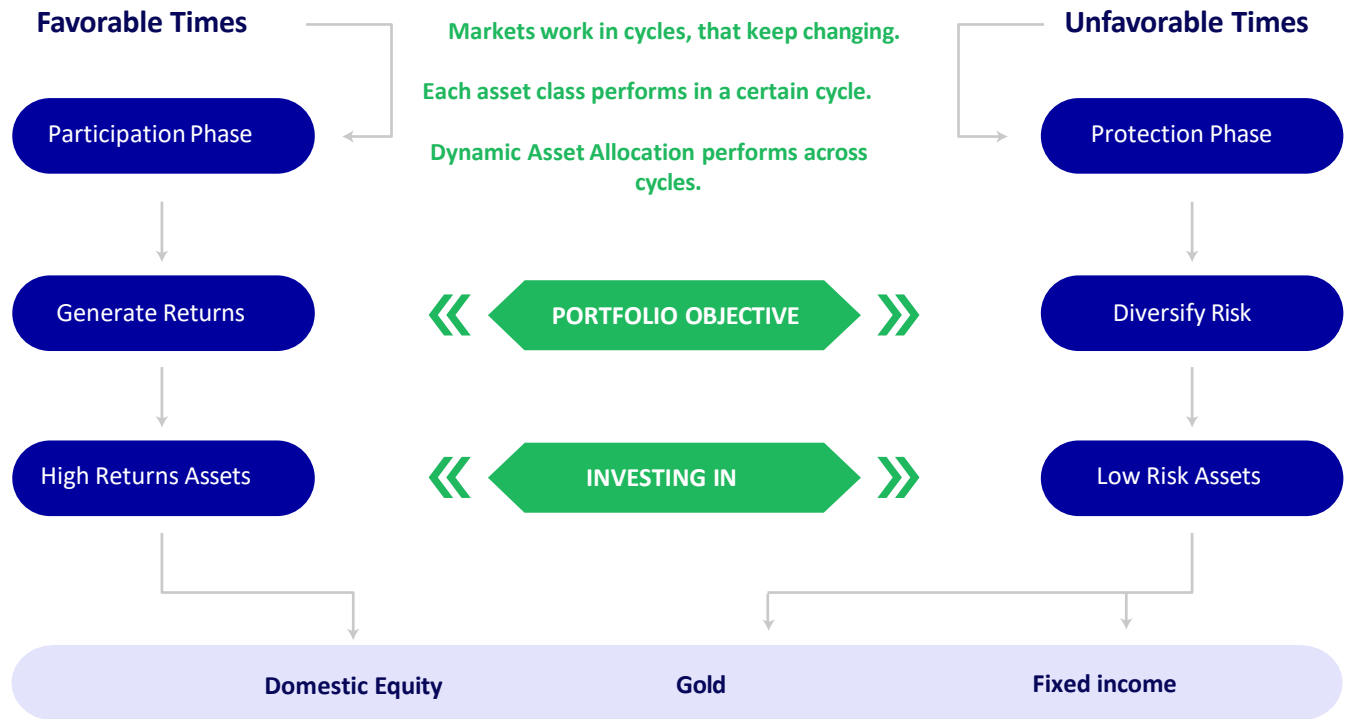 Favorable Times
Markets work in cycles, that keep changing.
Unfavorable Times
Each asset class performs in a certain cycle.
Participation Phase
Dynamic Asset Allocation performs across
cycles.
Protection Phase
Generate Returns
PORTFOLIO OBJECTIVE
Diversify Risk
High Returns Assets
INVESTING IN
Low Risk Assets
Domestic Equity
Gold
Fixed income